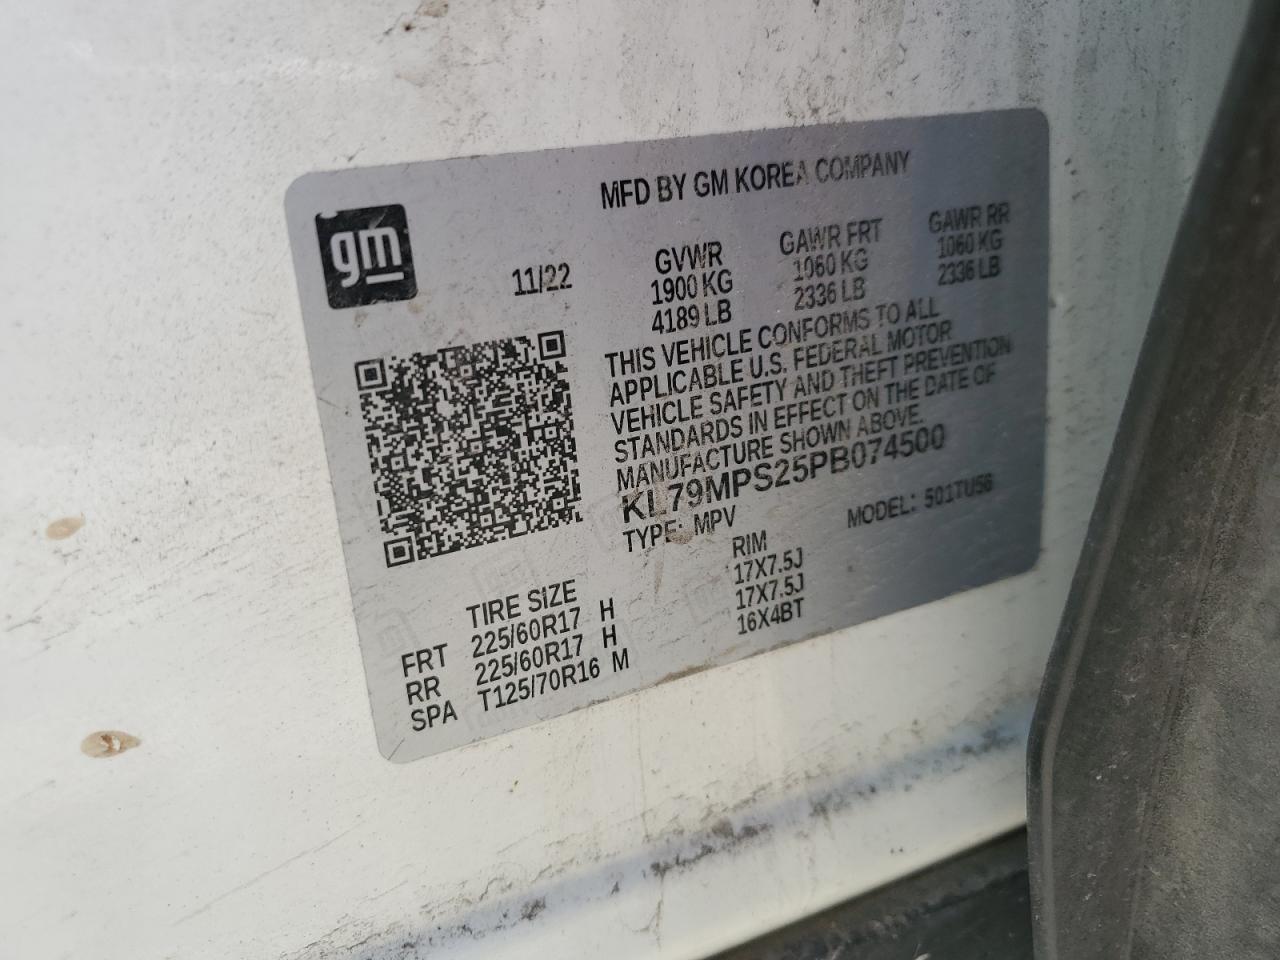 gm
MFD BY GM KOREA COMPANY
11/22
GVWR GAWR FRT GAWR RR
1900 KG 1060 KG 1060 KG
4189 LB 2336 LB 2336 LB
THIS VEHICLE CONFORMS TO ALL
APPLICABLE U.S. FEDERAL MOTOR
VEHICLE SAFETY AND THEFT PREVENTION
STANDARDS IN EFFECT ON THE DATE OF
MANUFACTURE SHOWN ABOVE.
KL79MPS25PB074500
TYPE: MPV MODEL: 501TU56
TIRE SIZE RIM
FRT 225/60R17 H 17X7.5J
RR 225/60R17 H 17X7.5J
SPA T125/70R16 M 16X4BT